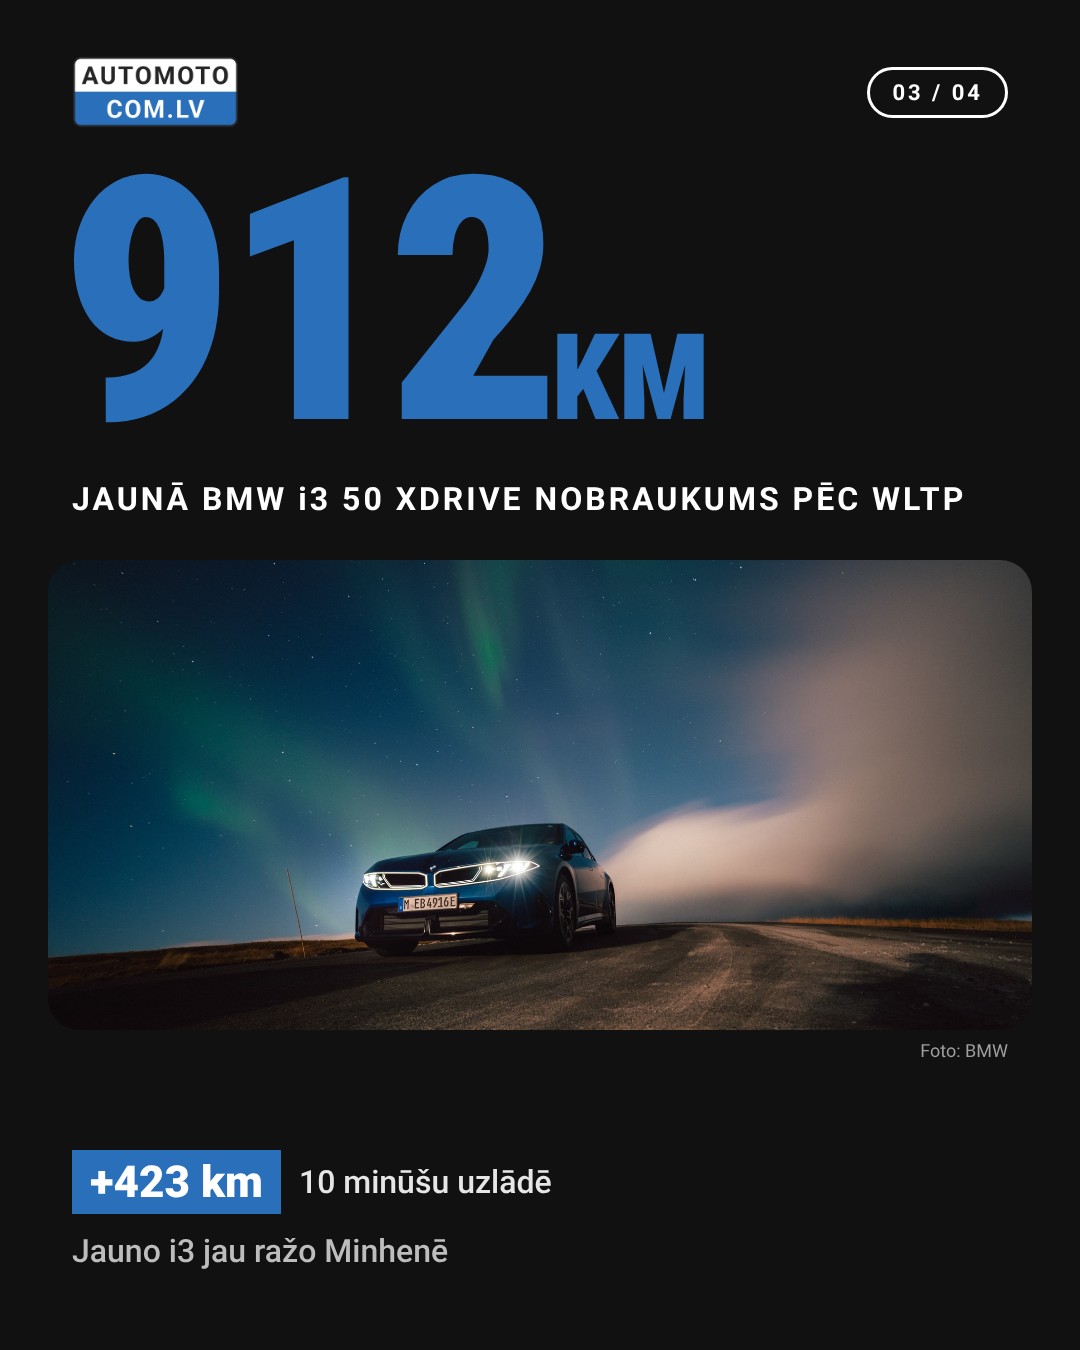 AUTOMOTO
COM.LV
03 / 04
912KM
JAUNĀ BMW i3 50 XDRIVE NOBRAUKUMS PĒC WLTP
M EB4916E
Foto: BMW
+423 km 10 minūšu uzlādē
Jauno i3 jau ražo Minhenē